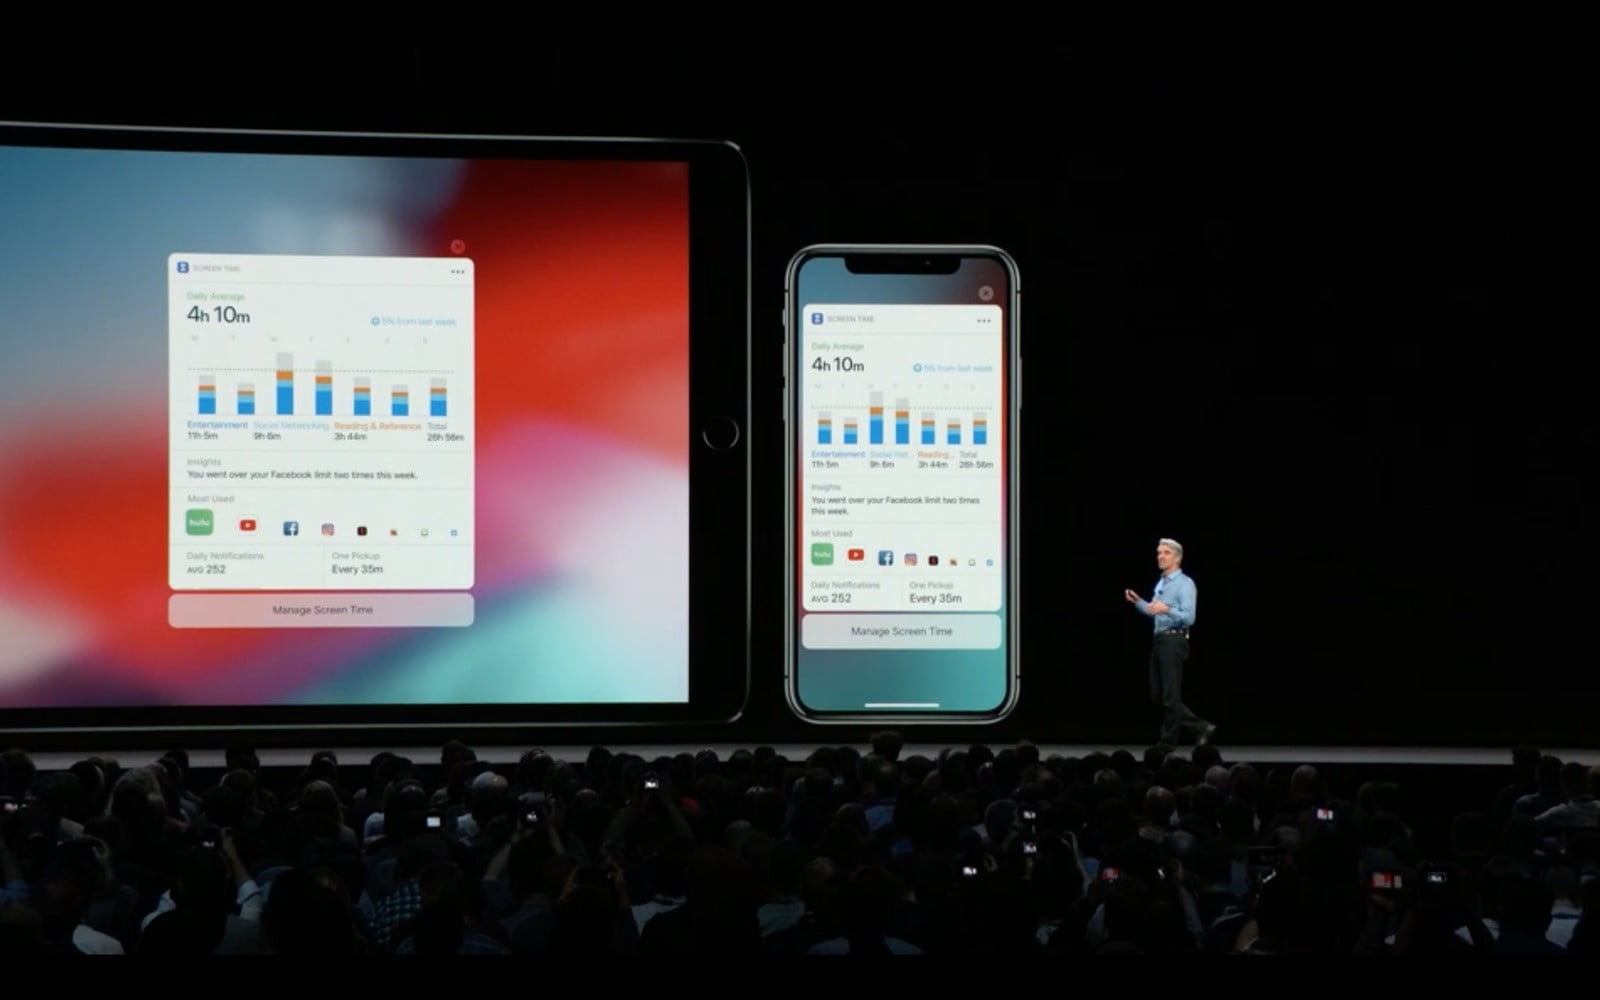 SCREEN TIME
Daily Average
4h 10m
5% from last week
M T W T F S S
Entertainment Social Networking Reading & Reference Total
11h 5m 9h 6m 3h 44m 26h 56m
Insights
You went over your Facebook limit two times this week.
Most Used
hulu
Daily Notifications One Pickup
AVG 252 Every 35m
Manage Screen Time
SCREEN TIME
Daily Average
4h 10m
5% from last week
M T W T F S S
Entertainment Social Net... Reading... Total
11h 5m 9h 6m 3h 44m 26h 56m
Insights
You went over your Facebook limit two times
this week.
Most Used
hulu
Daily Notifications One Pickup
AVG 252 Every 35m
Manage Screen Time